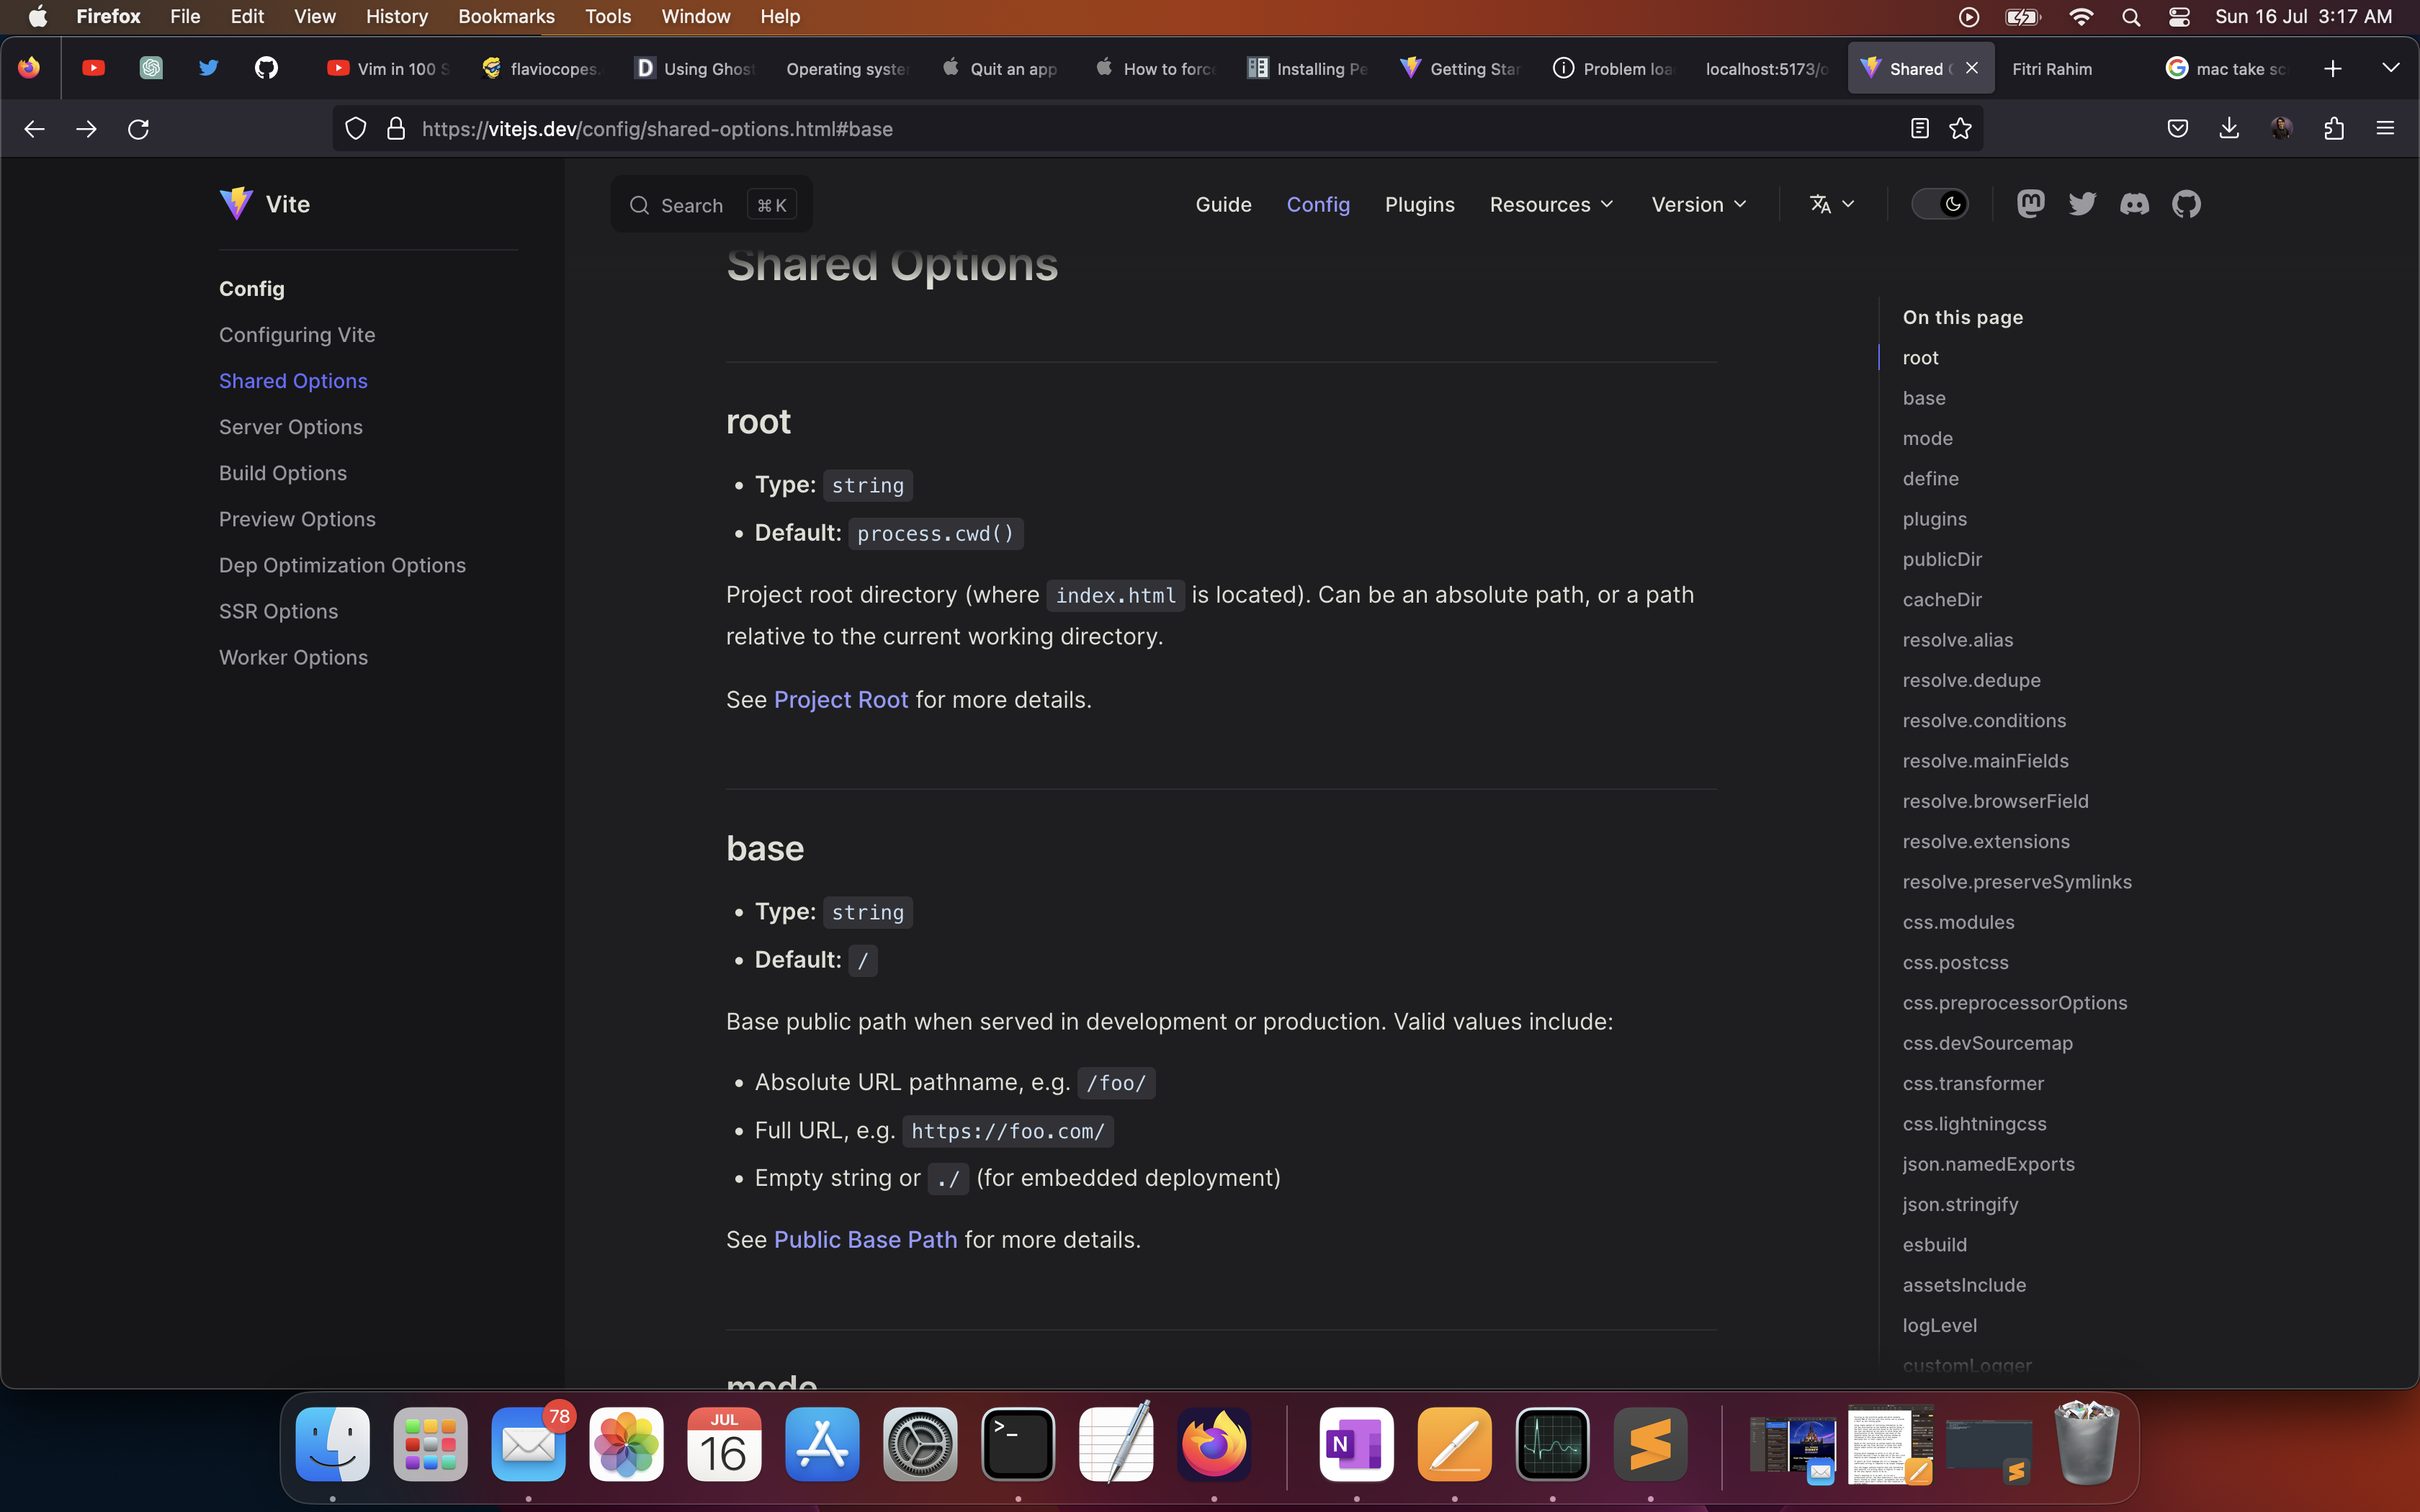 Firefox File Edit View History Bookmarks Tools Window Help
Sun 16 Jul 3:17 AM
Vim in 100 S
flaviocopes.
Using Ghost
Operating syste
Quit an app
How to force
Installing Pe
Getting Star
Problem loa
localhost:5173/o
Shared
Fitri Rahim
mac take sc
https://vitejs.dev/config/shared-options.html#base
Vite
Search ⌘K
Guide Config Plugins Resources Version
Config
Configuring Vite
Shared Options
Server Options
Build Options
Preview Options
Dep Optimization Options
SSR Options
Worker Options
Shared Options
root
• Type: string
• Default: process.cwd()
Project root directory (where index.html is located). Can be an absolute path, or a path
relative to the current working directory.
See Project Root for more details.
base
• Type: string
• Default: /
Base public path when served in development or production. Valid values include:
• Absolute URL pathname, e.g. /foo/
• Full URL, e.g. https://foo.com/
• Empty string or ./ (for embedded deployment)
See Public Base Path for more details.
mode
On this page
root
base
mode
define
plugins
publicDir
cacheDir
resolve.alias
resolve.dedupe
resolve.conditions
resolve.mainFields
resolve.browserField
resolve.extensions
resolve.preserveSymlinks
css.modules
css.postcss
css.preprocessorOptions
css.devSourcemap
css.transformer
css.lightningcss
json.namedExports
json.stringify
esbuild
assetsInclude
logLevel
customLogger
78
JUL
16
N